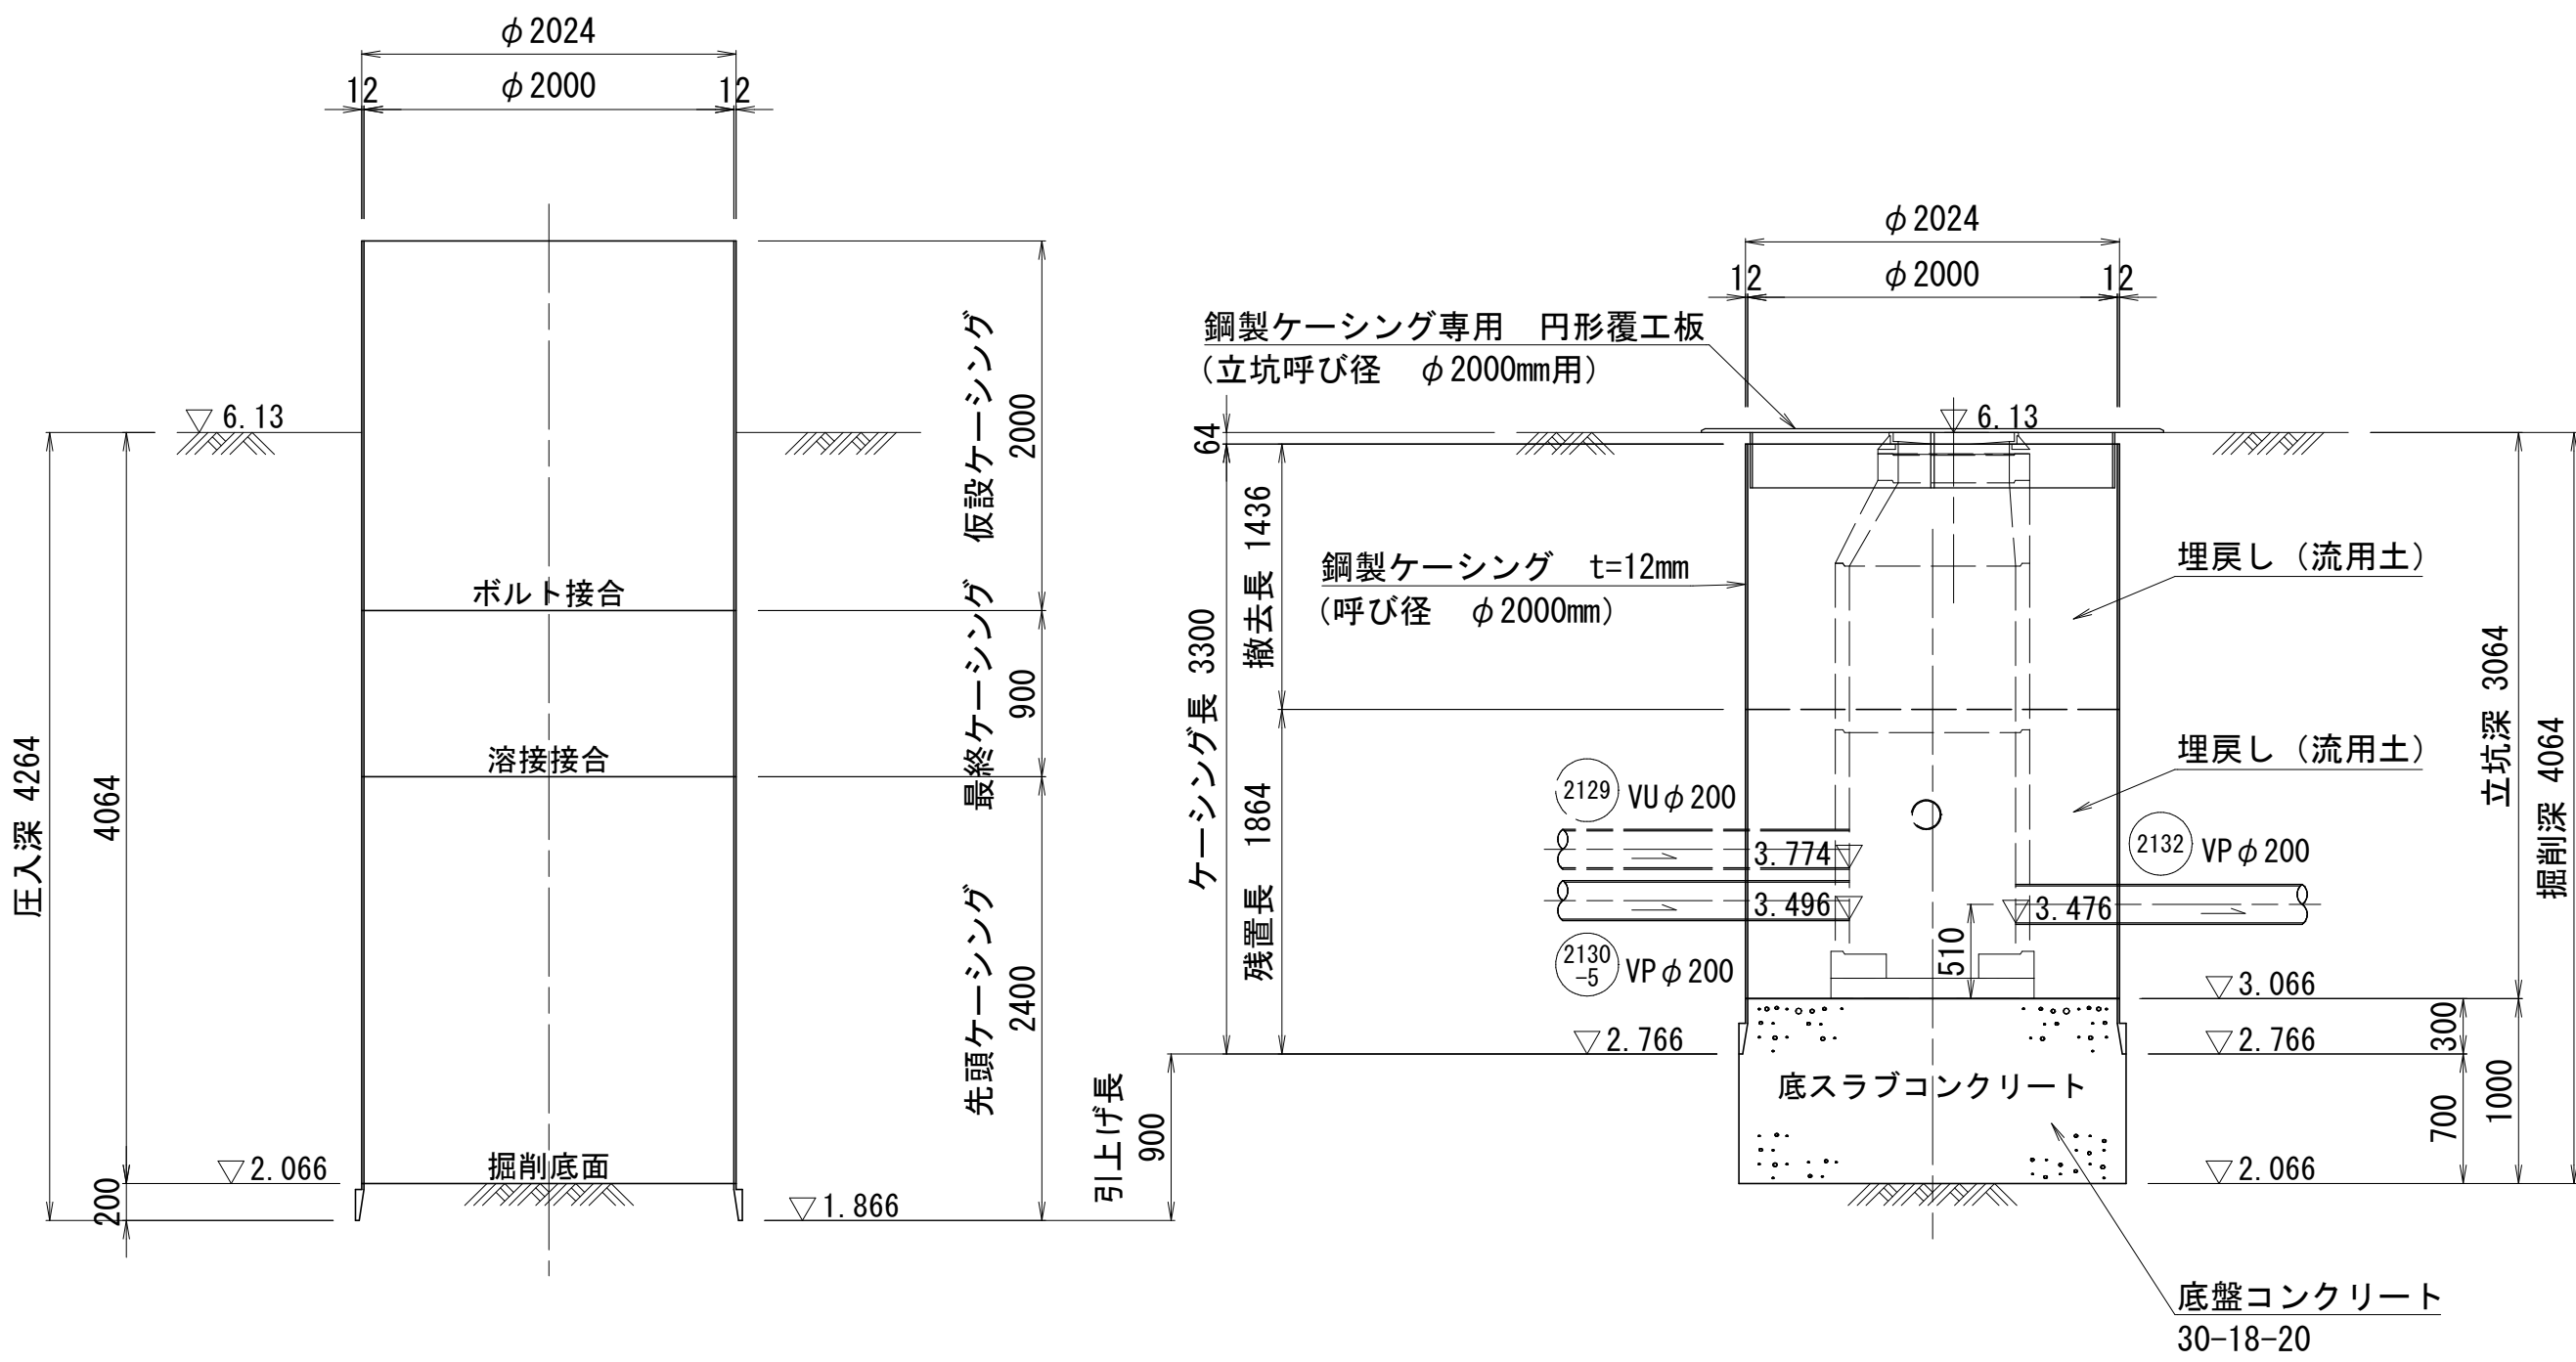 φ2024
12
φ2000
12
6.13
圧入深 4264
4064
200
2.066
ボルト接合
溶接接合
掘削底面
1.866
仮設ケーシング
2000
最終ケーシング
900
先頭ケーシング
2400
引上げ長
900
φ2024
12
φ2000
12
鋼製ケーシング専用 円形覆工板
(立坑呼び径 φ2000mm用)
6.13
64
ケーシング長 3300
撤去長 1436
残置長 1864
鋼製ケーシング t=12mm
(呼び径 φ2000mm)
埋戻し (流用土)
埋戻し (流用土)
2129
VUφ200
3.774
3.496
2130
-5
VPφ200
2132
VPφ200
3.476
510
立坑深 3064
掘削深 4064
3.066
2.766
2.766
300
700
1000
2.066
底スラブコンクリート
底盤コンクリート
30-18-20